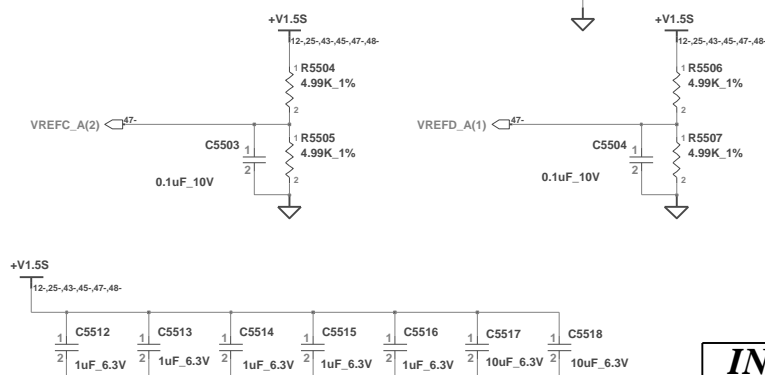 +V1.5S
12-,25-,43-,45-,47-,48-
1 R5504
4.99K_1%
2
VREFC_A(2) 47-
1 R5505
4.99K_1%
2
C5503
1
2
0.1uF_10V
+V1.5S
12-,25-,43-,45-,47-,48-
1 R5506
4.99K_1%
2
VREFD_A(1) 47-
1 R5507
4.99K_1%
2
C5504
1
2
0.1uF_10V
+V1.5S
12-,25-,43-,45-,47-,48-
1 C5512
2 1uF_6.3V
1 C5513
2 1uF_6.3V
1 C5514
2 1uF_6.3V
1 C5515
2 1uF_6.3V
1 C5516
2 1uF_6.3V
1 C5517
2 10uF_6.3V
1 C5518
2 10uF_6.3V
IN